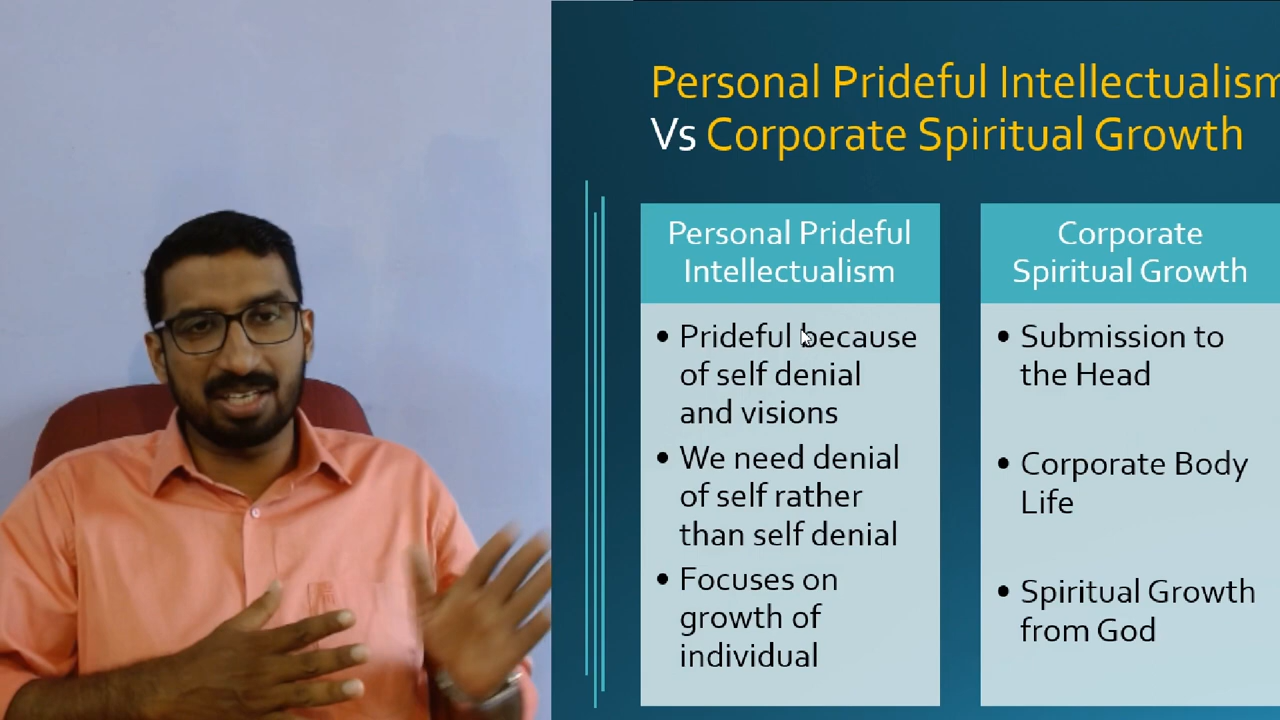 Personal Prideful Intellectualism
Vs Corporate Spiritual Growth
Personal Prideful
Intellectualism
• Prideful because
of self denial
and visions
• We need denial
of self rather
than self denial
• Focuses on
growth of
individual
Corporate
Spiritual Growth
• Submission to
the Head
• Corporate Body
Life
• Spiritual Growth
from God